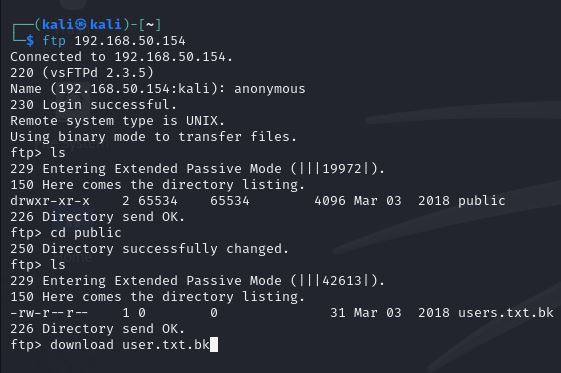 ┌──(kali㉿kali)-[~]
└─$ ftp 192.168.50.154
Connected to 192.168.50.154.
220 (vsFTPd 2.3.5)
Name (192.168.50.154:kali): anonymous
230 Login successful.
Remote system type is UNIX.
Using binary mode to transfer files.
ftp> ls
229 Entering Extended Passive Mode (|||19972|).
150 Here comes the directory listing.
drwxr-xr-x    2 65534    65534        4096 Mar 03  2018 public
226 Directory send OK.
ftp> cd public
250 Directory successfully changed.
ftp> ls
229 Entering Extended Passive Mode (|||42613|).
150 Here comes the directory listing.
-rw-r--r--    1 0        0              31 Mar 03  2018 users.txt.bk
226 Directory send OK.
ftp> download user.txt.bk